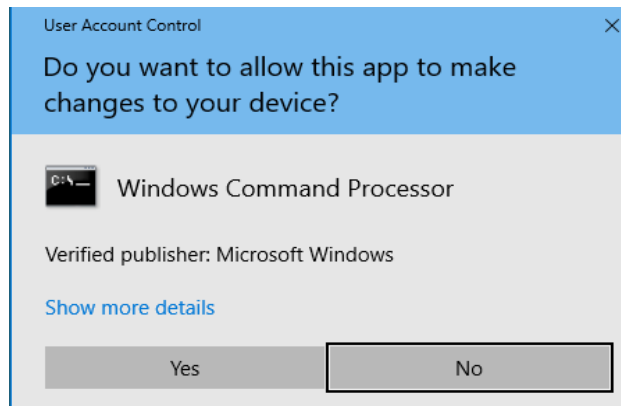 User Account Control
Do you want to allow this app to make
changes to your device?
C:\_
Windows Command Processor
Verified publisher: Microsoft Windows
Show more details
Yes
No